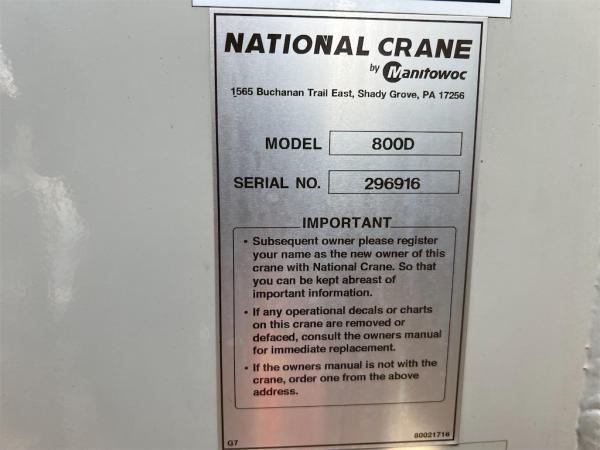 NATIONAL CRANE
by Manitowoc
1565 Buchanan Trail East, Shady Grove, PA 17256
MODEL 800D
SERIAL NO. 296916
IMPORTANT
• Subsequent owner please register
your name as the new owner of this
crane with National Crane. So that
you can be kept abreast of
important information.
• If any operational decals or charts
on this crane are removed or
defaced, consult the owners manual
for immediate replacement.
• If the owners manual is not with the
crane, order one from the above
address.
G7 80021716